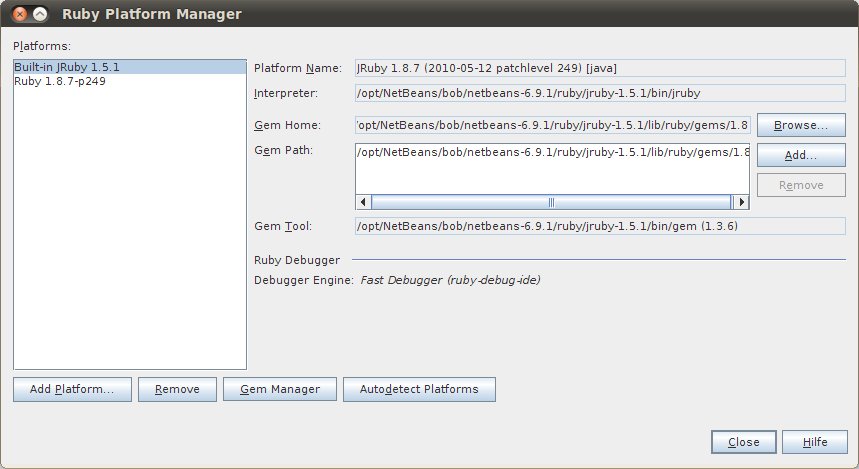 Ruby Platform Manager
Platforms:
Built-in JRuby 1.5.1
Ruby 1.8.7-p249
Platform Name: JRuby 1.8.7 (2010-05-12 patchlevel 249) [java]
Interpreter: /opt/NetBeans/bob/netbeans-6.9.1/ruby/jruby-1.5.1/bin/jruby
Gem Home: 'opt/NetBeans/bob/netbeans-6.9.1/ruby/jruby-1.5.1/lib/ruby/gems/1.8 Browse...
Gem Path: /opt/NetBeans/bob/netbeans-6.9.1/ruby/jruby-1.5.1/lib/ruby/gems/1.8 Add...
Remove
Gem Tool: /opt/NetBeans/bob/netbeans-6.9.1/ruby/jruby-1.5.1/bin/gem (1.3.6)
Ruby Debugger
Debugger Engine: Fast Debugger (ruby-debug-ide)
Add Platform... Remove Gem Manager Autodetect Platforms
Close Hilfe